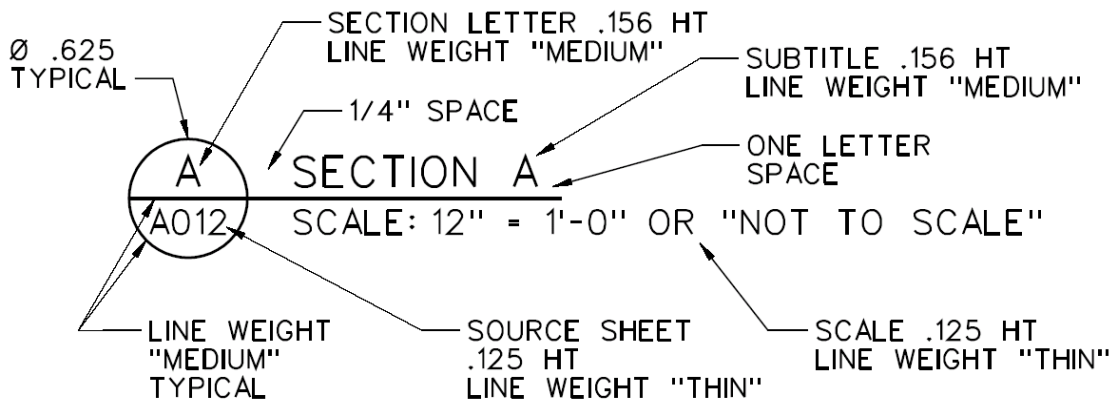 SECTION LETTER .156 HT
LINE WEIGHT "MEDIUM"
Ø .625
TYPICAL
SUBTITLE .156 HT
LINE WEIGHT "MEDIUM"
1/4" SPACE
ONE LETTER
SPACE
A
SECTION A
A012
SCALE: 12" = 1'-0" OR "NOT TO SCALE"
LINE WEIGHT
"MEDIUM"
TYPICAL
SOURCE SHEET
.125 HT
LINE WEIGHT "THIN"
SCALE .125 HT
LINE WEIGHT "THIN"